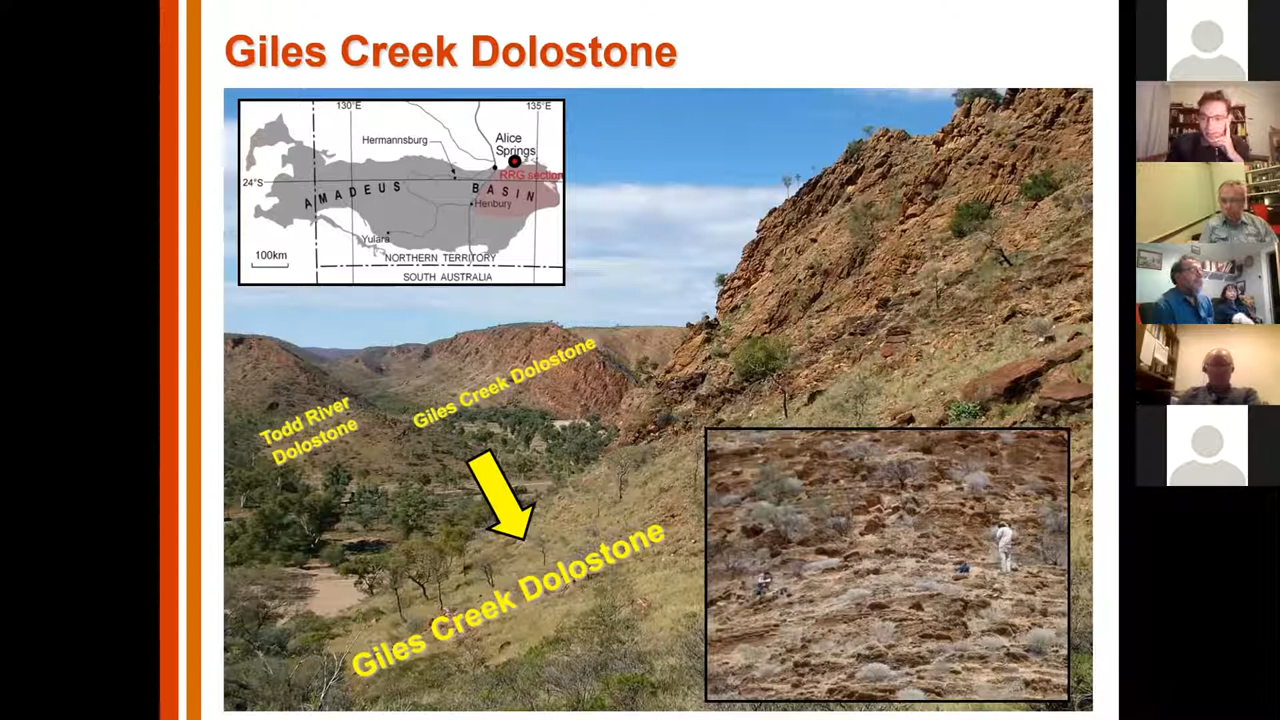 Giles Creek Dolostone
130°E
135°E
Hermannsburg
Alice
Springs
RRG section
24°S
AMADEUS BASIN
Henbury
Yulara
100km
NORTHERN TERRITORY
SOUTH AUSTRALIA
Giles Creek Dolostone
Todd River
Dolostone
Giles Creek Dolostone